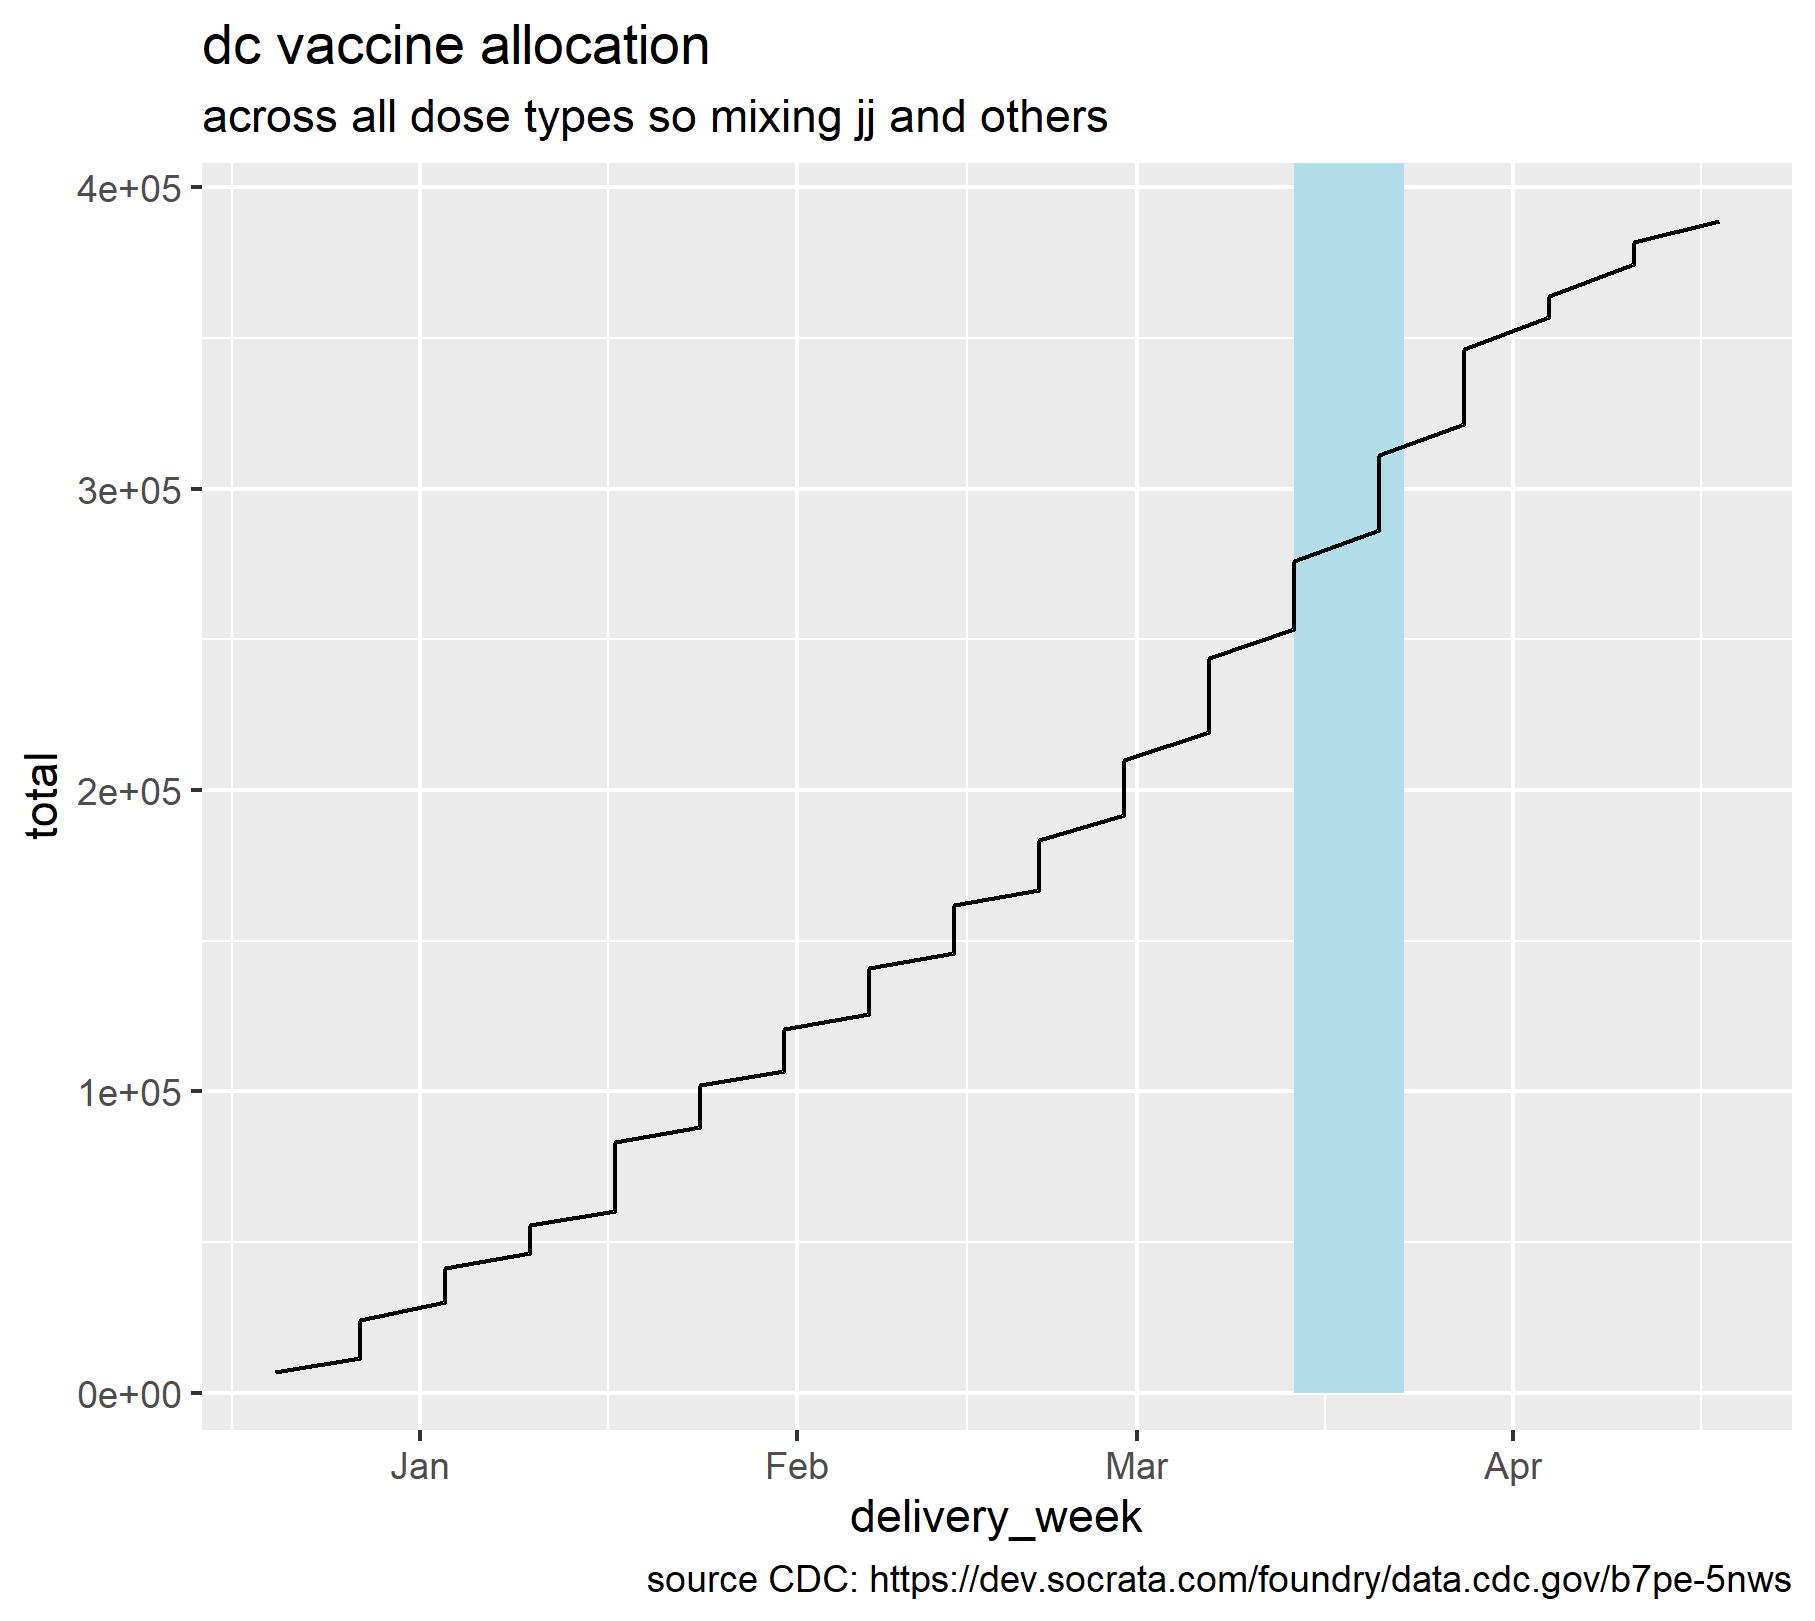 dc vaccine allocation
across all dose types so mixing jj and others
4e+05
3e+05
2e+05
1e+05
0e+00
total
Jan Feb Mar Apr
delivery_week
source CDC: https://dev.socrata.com/foundry/data.cdc.gov/b7pe-5nws